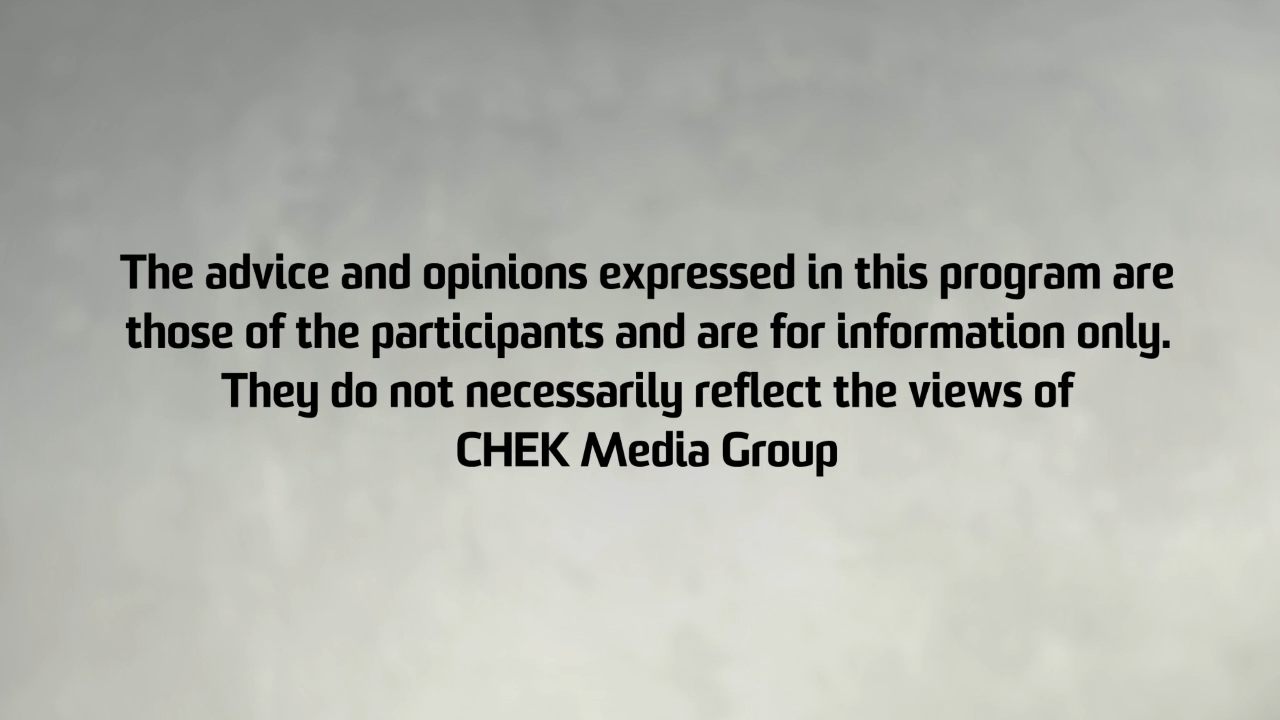 The advice and opinions expressed in this program are
those of the participants and are for information only.
They do not necessarily reflect the views of
CHEK Media Group